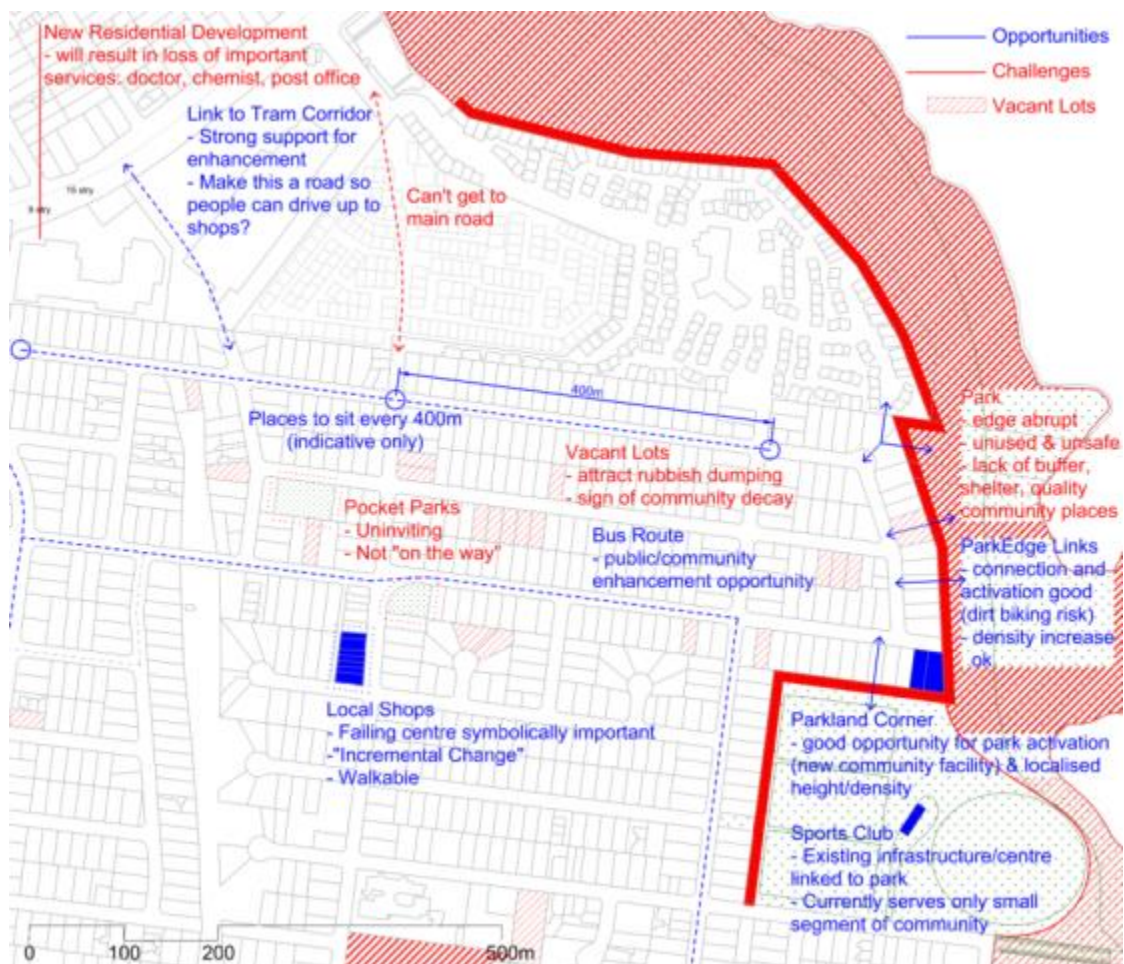 New Residential Development
- will result in loss of important
services: doctor, chemist, post office
Opportunities
Challenges
Vacant Lots
Link to Tram Corridor
- Strong support for
enhancement
- Make this a road so
people can drive up to
shops?
15 stry
9 stry
Can't get to
main road
400m
Places to sit every 400m
(indicative only)
Vacant Lots
- attract rubbish dumping
- sign of community decay
Park
- edge abrupt
- unused & unsafe
- lack of buffer,
shelter, quality
community places
Pocket Parks
- Uninviting
- Not "on the way"
Bus Route
- public/community
enhancement opportunity
ParkEdge Links
- connection and
activation good
(dirt biking risk)
- density increase
ok
Local Shops
- Failing centre symbolically important
-"Incremental Change"
- Walkable
Parkland Corner
- good opportunity for park activation
(new community facility) & localised
height/density
Sports Club
- Existing infrastructure/centre
linked to park
- Currently serves only small
segment of community
0 100 200 500m